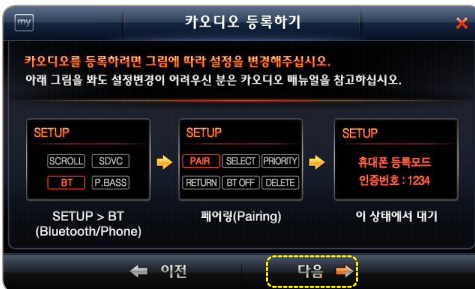 my
카오디오 등록하기
카오디오를 등록하려면 그림에 따라 설정을 변경해주십시오.
아래 그림을 봐도 설정변경이 어려우신 분은 카오디오 매뉴얼을 참고하십시오.
SETUP
SCROLL SDVC
BT P.BASS
SETUP > BT
(Bluetooth/Phone)
SETUP
PAIR SELECT PRIORITY
RETURN BT OFF DELETE
페어링(Pairing)
SETUP
휴대폰 등록모드
인증번호 : 1234
이 상태에서 대기
이전
다음